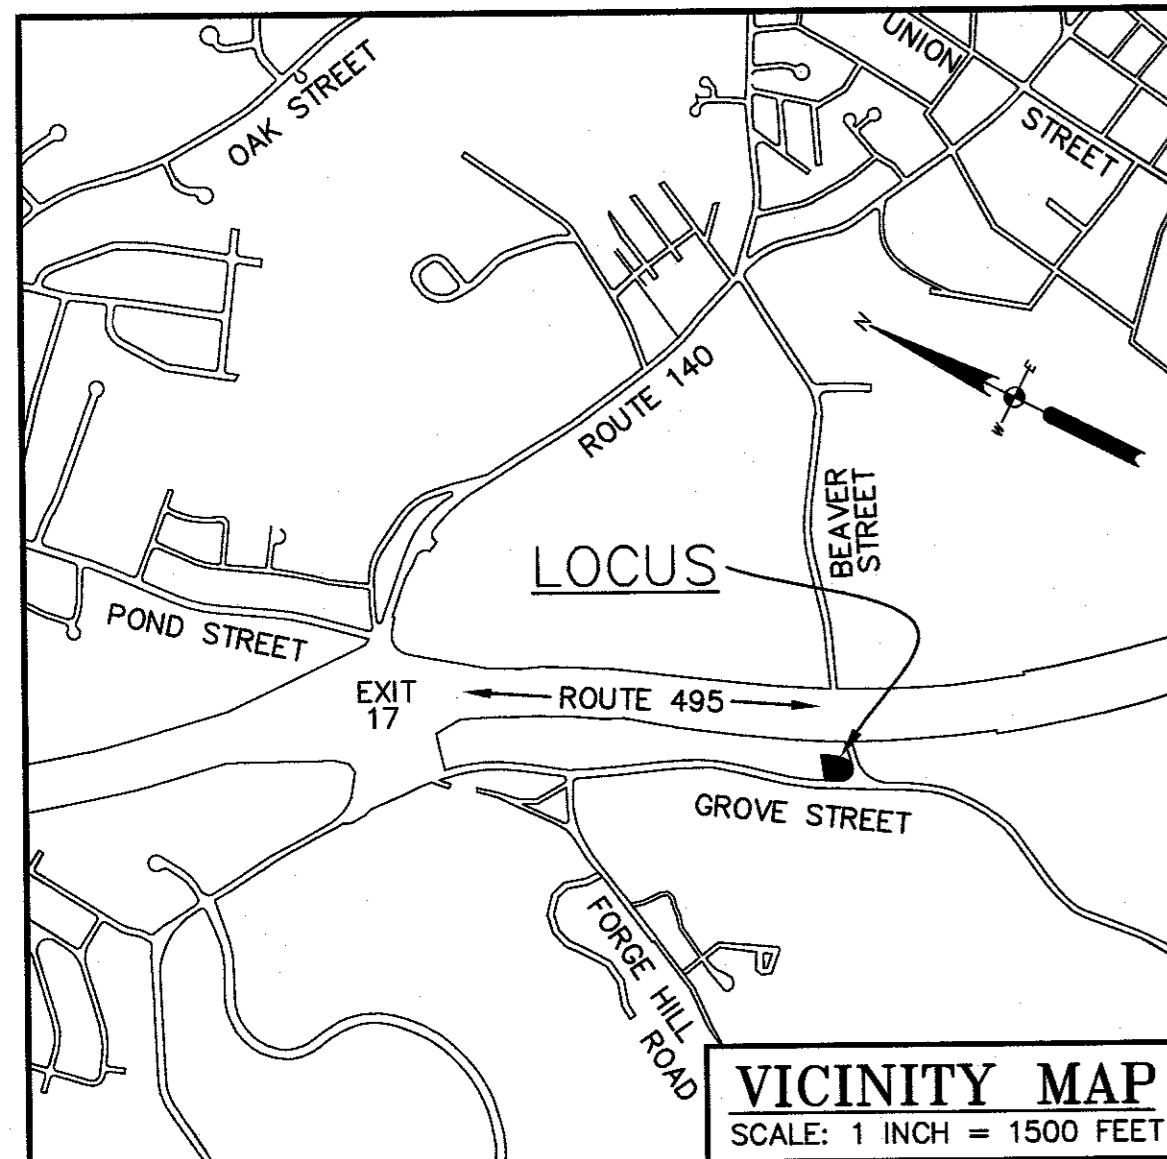 UNION
STREET
OAK STREET
N
E
W
ROUTE 140
BEAVER
STREET
LOCUS
POND STREET
EXIT
17
ROUTE 495
GROVE STREET
FORGE HILL
ROAD
VICINITY MAP
SCALE: 1 INCH = 1500 FEET